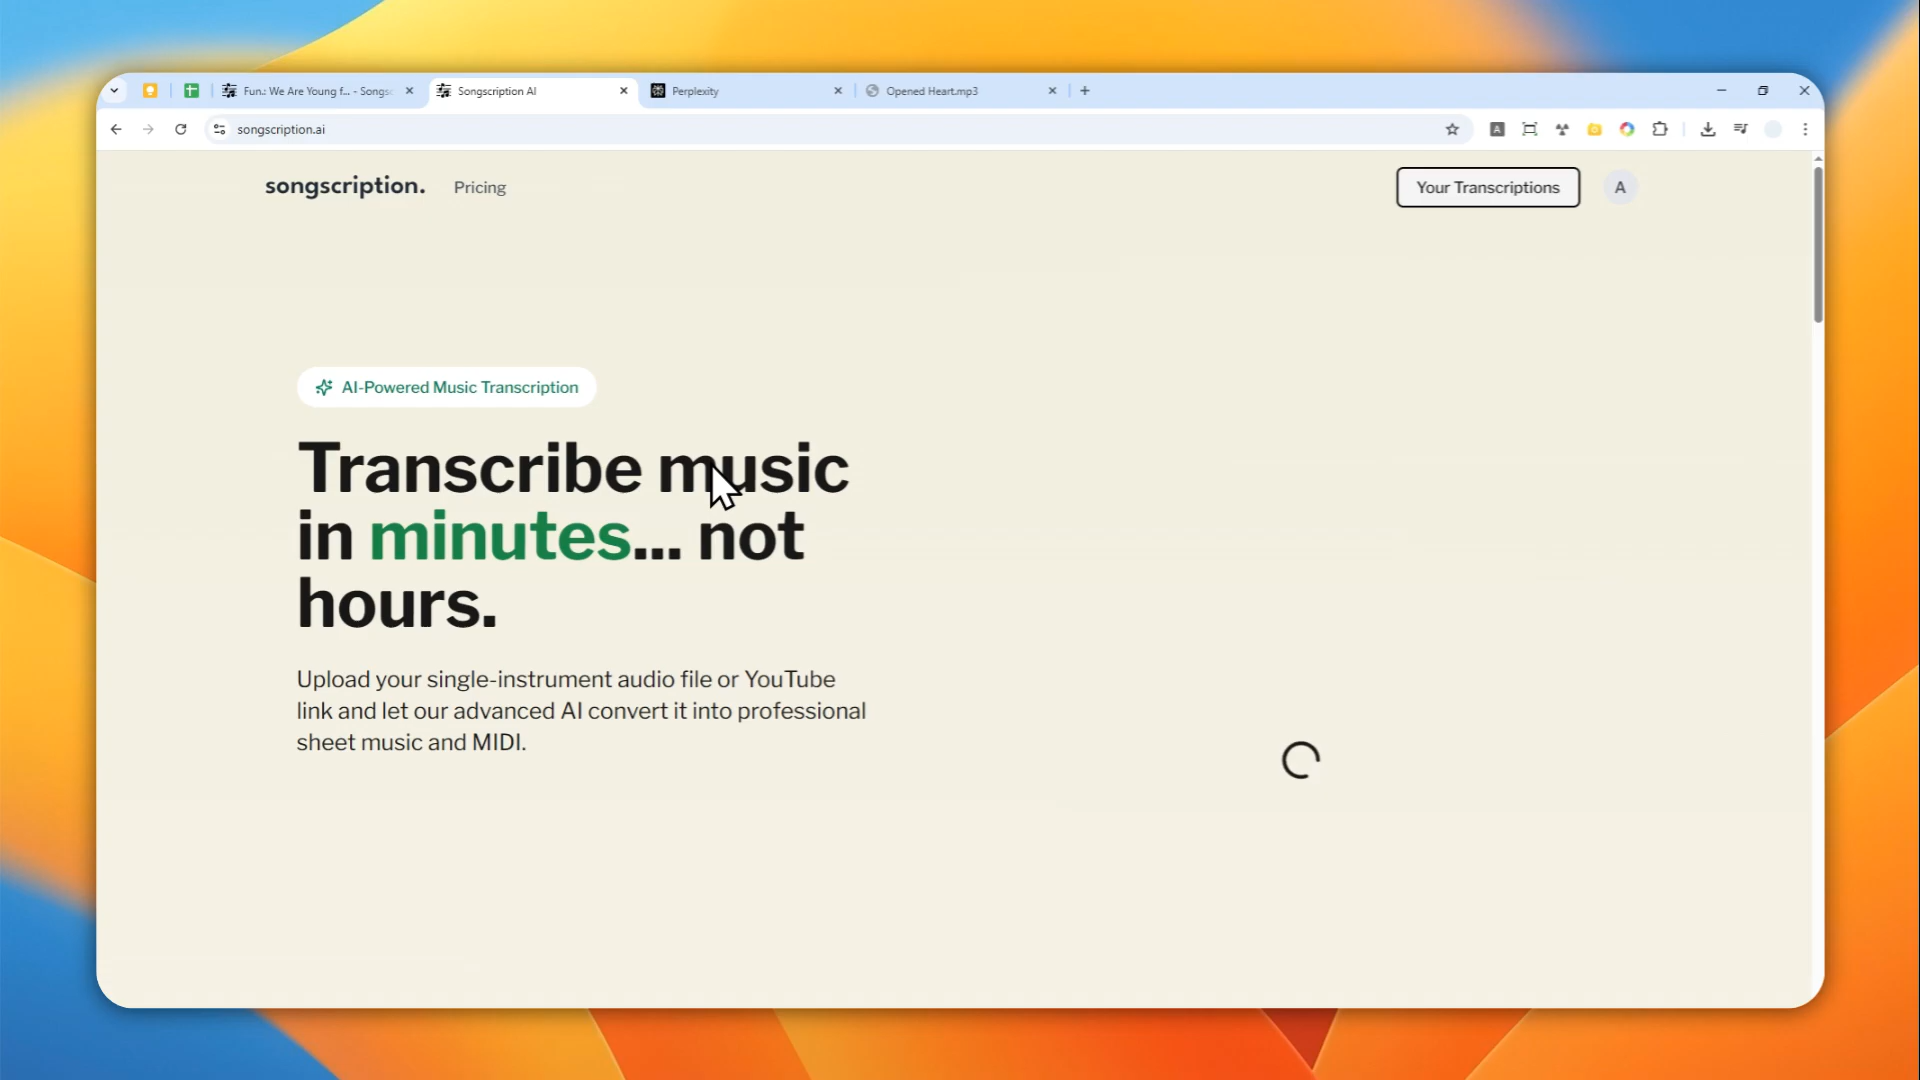 Fun.: We Are Young f... - Songs
Songscription AI
Perplexity
Opened Heart.mp3
songscription.ai
songscription.
Pricing
Your Transcriptions
A
AI-Powered Music Transcription
Transcribe music
in minutes... not
hours.
Upload your single-instrument audio file or YouTube
link and let our advanced AI convert it into professional
sheet music and MIDI.